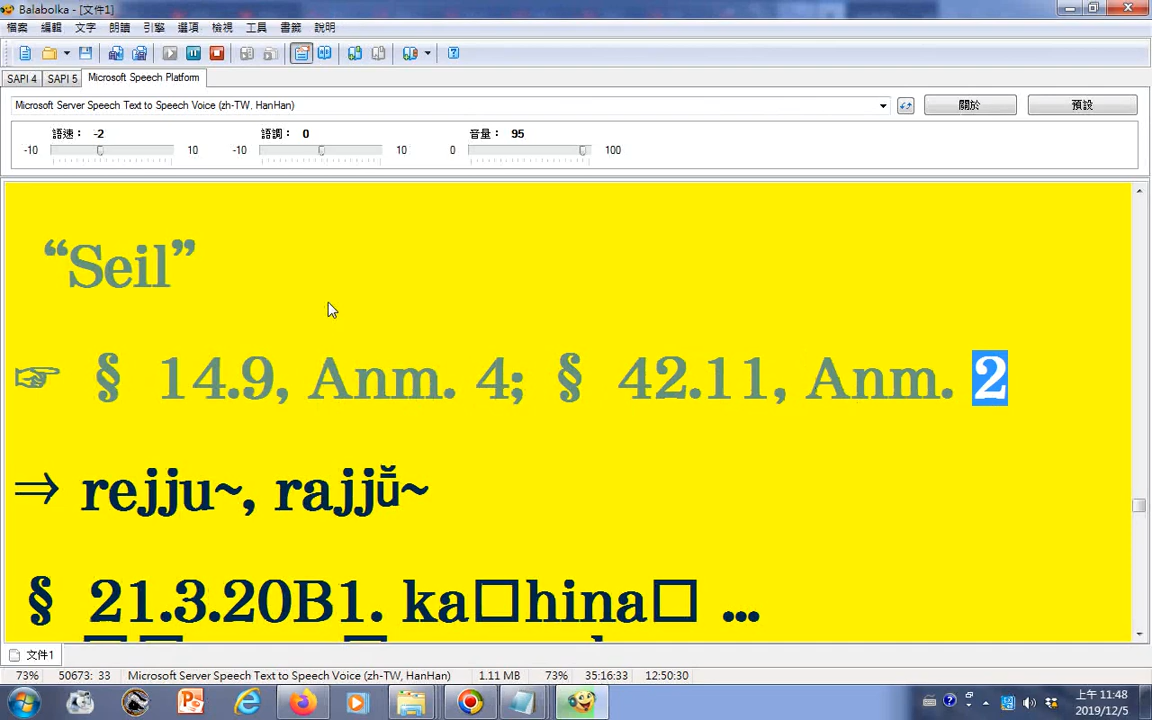 Balabolka - [文件1]
檔案 編輯 文字 朗讀 引擎 選項 檢視 工具 書籤 說明
SAPI 4 SAPI 5 Microsoft Speech Platform
Microsoft Server Speech Text to Speech Voice (zh-TW, HanHan) 關於 預設
語速： -2 語調： 0 音量： 95
-10 10 -10 10 0 100
“Seil”
☞ § 14.9, Anm. 4; § 42.11, Anm. 2
⇒ rejju~, rajjū̆~
§ 21.3.20B1. ka□hina□ ...
文件1
73% 50673: 33 Microsoft Server Speech Text to Speech Voice (zh-TW, HanHan) 1.11 MB 73% 35:16:33 12:50:30
上午 11:48
2019/12/5